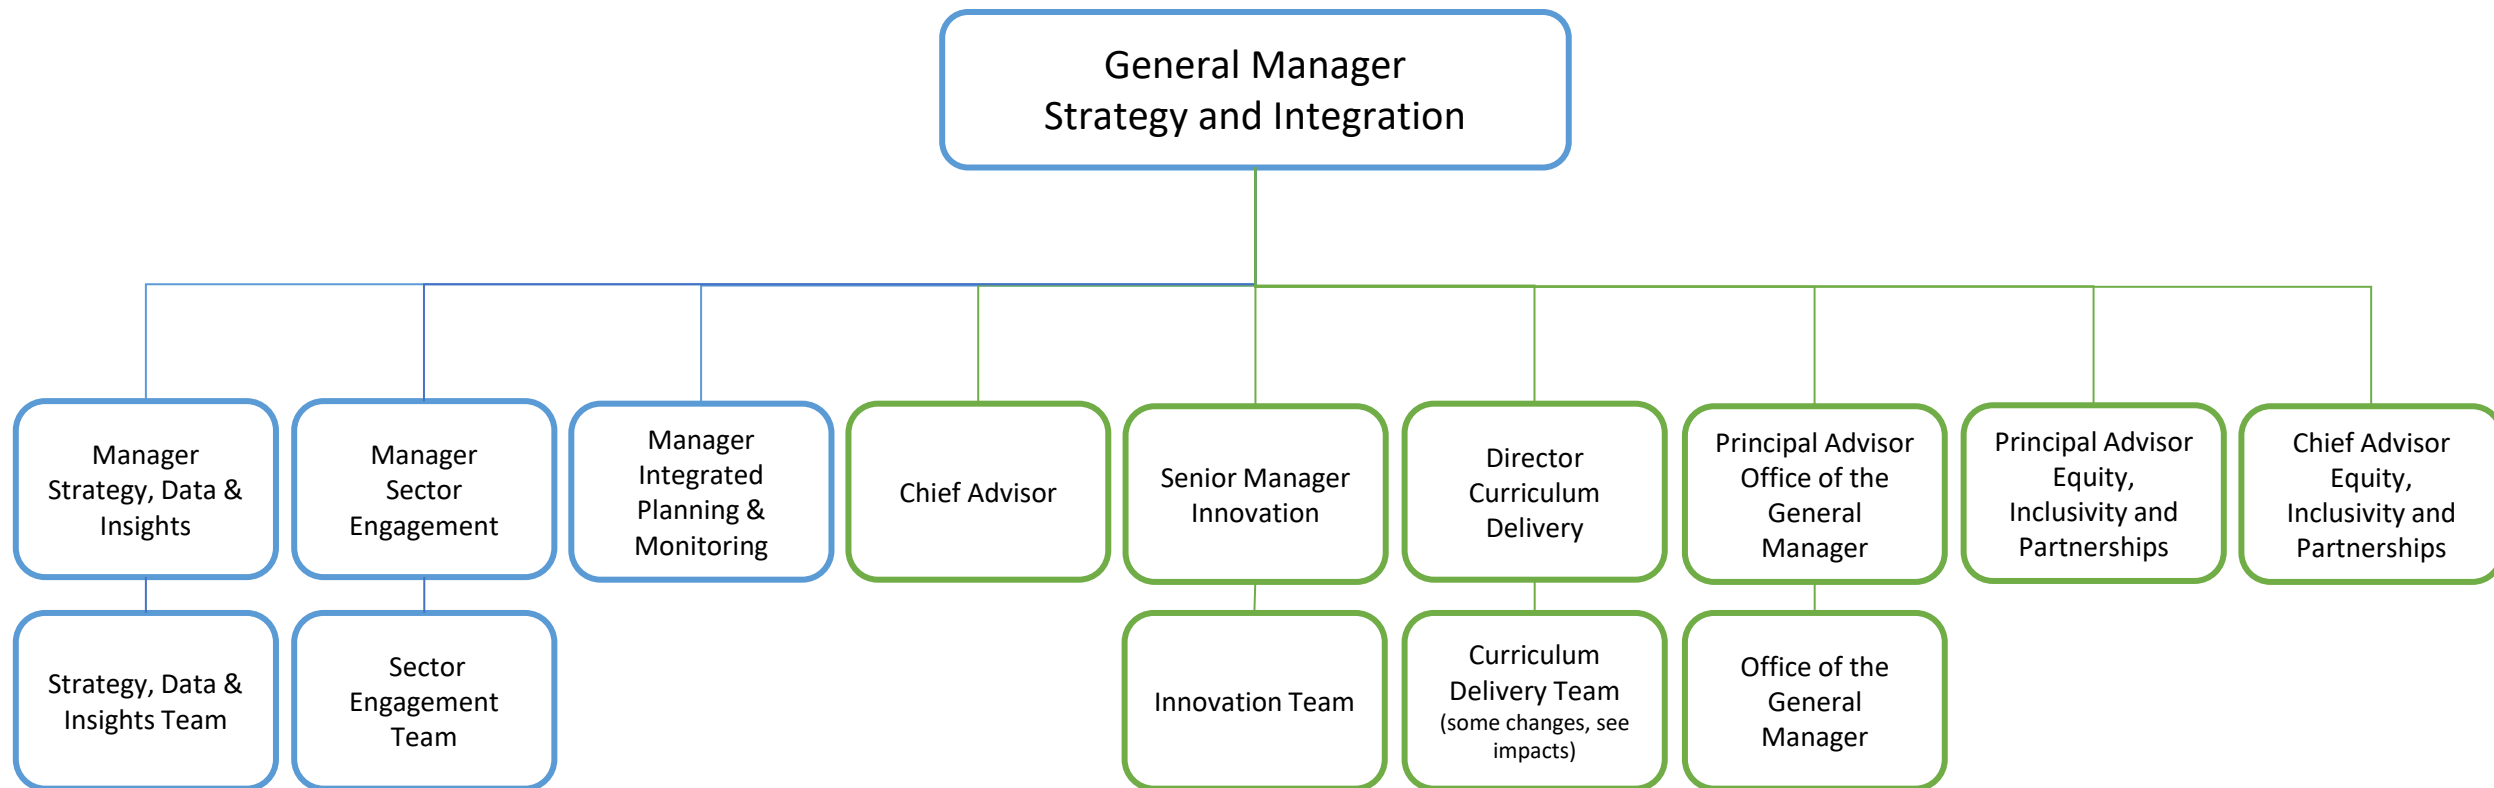 General Manager
Strategy and Integration
Manager
Strategy, Data &
Insights
Manager
Sector
Engagement
Manager
Integrated
Planning &
Monitoring
Chief Advisor
Senior Manager
Innovation
Director
Curriculum
Delivery
Principal Advisor
Office of the
General
Manager
Principal Advisor
Equity,
Inclusivity and
Partnerships
Chief Advisor
Equity,
Inclusivity and
Partnerships
Strategy, Data &
Insights Team
Sector
Engagement
Team
Innovation Team
Curriculum
Delivery Team
(some changes, see
impacts)
Office of the
General
Manager